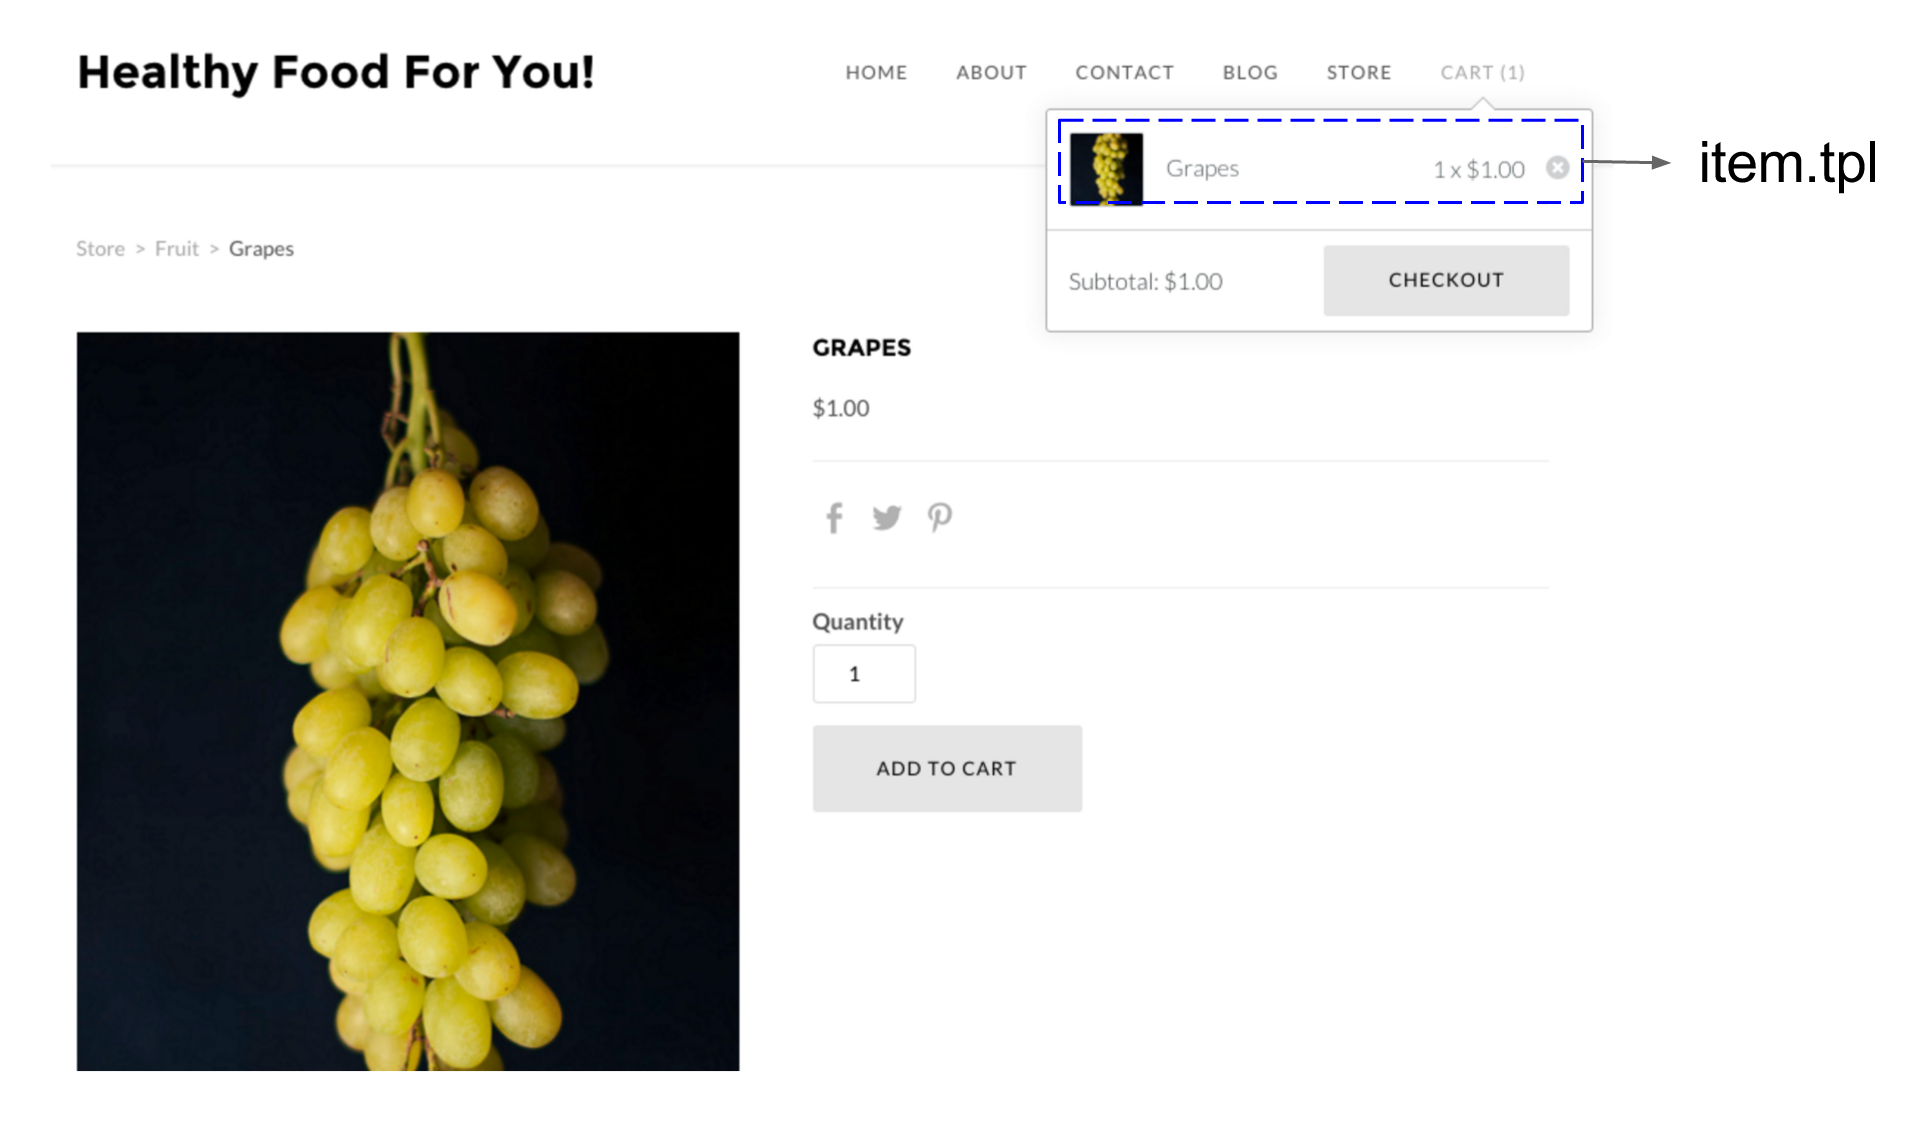 Healthy Food For You!
HOME ABOUT CONTACT BLOG STORE CART (1)
Grapes 1 x $1.00
item.tpl
Subtotal: $1.00 CHECKOUT
Store > Fruit > Grapes
GRAPES
$1.00
Quantity
1
ADD TO CART